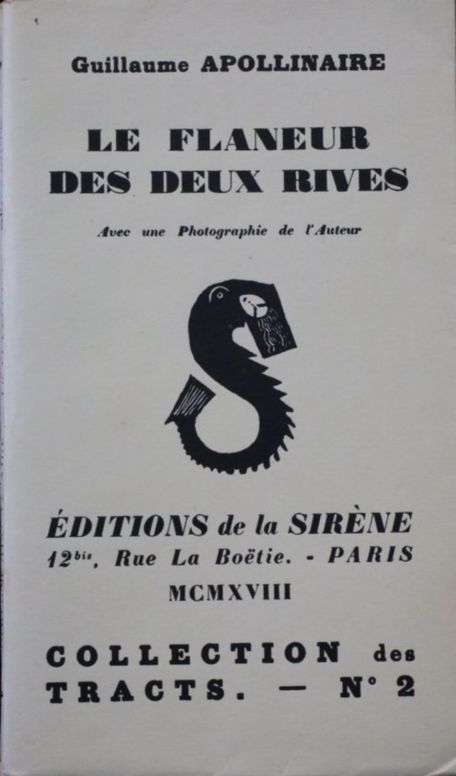 Guillaume APOLLINAIRE
LE FLANEUR
DES DEUX RIVES
Avec une Photographie de l'Auteur
ÉDITIONS de la SIRÈNE
12bis, Rue La Boëtie. - PARIS
MCMXVIII
COLLECTION des
TRACTS. — N° 2